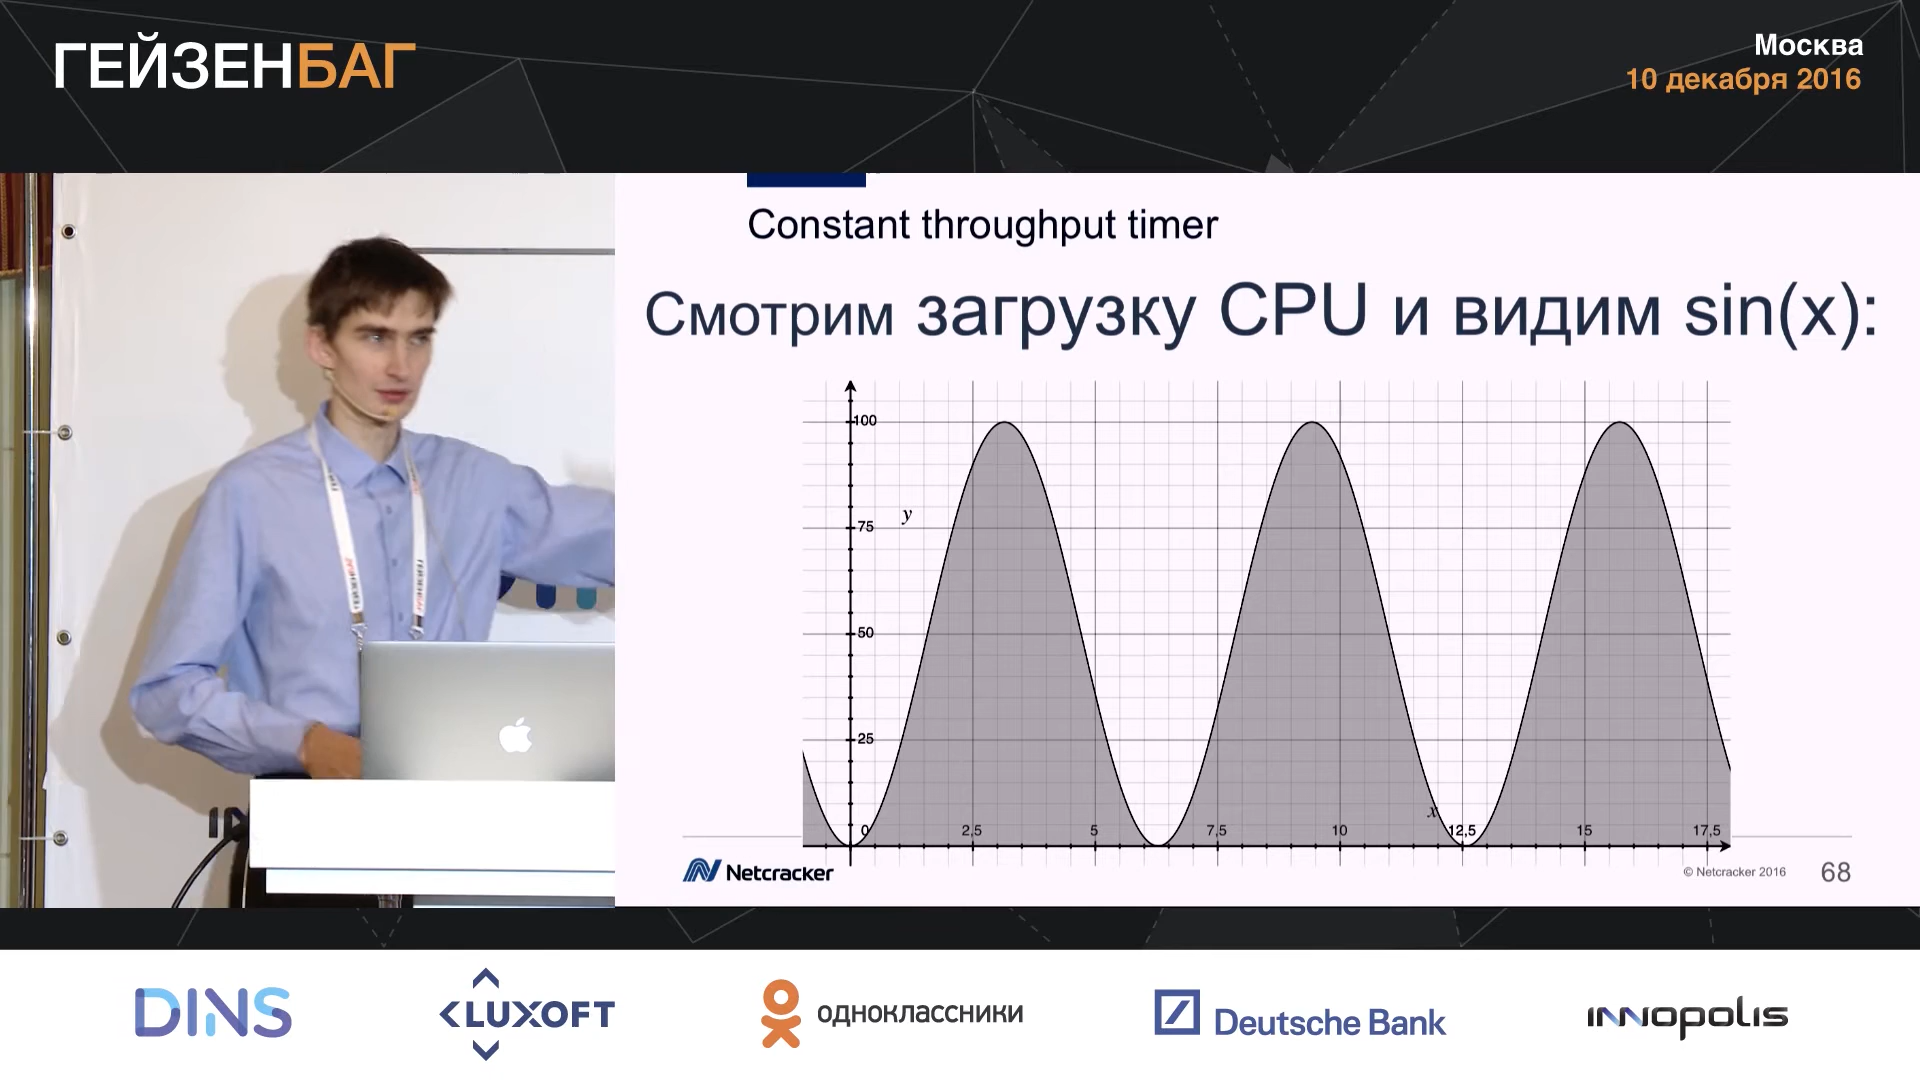 ГЕЙЗЕНБАГ
Москва
10 декабря 2016
Constant throughput timer
Смотрим загрузку CPU и видим sin(x):
100
y
75
50
25
x
0
2,5
5
7,5
10
12,5
15
17,5
Netcracker
© Netcracker 2016
68
DINS
LUXOFT
одноклассники
Deutsche Bank
INNOPOLIS